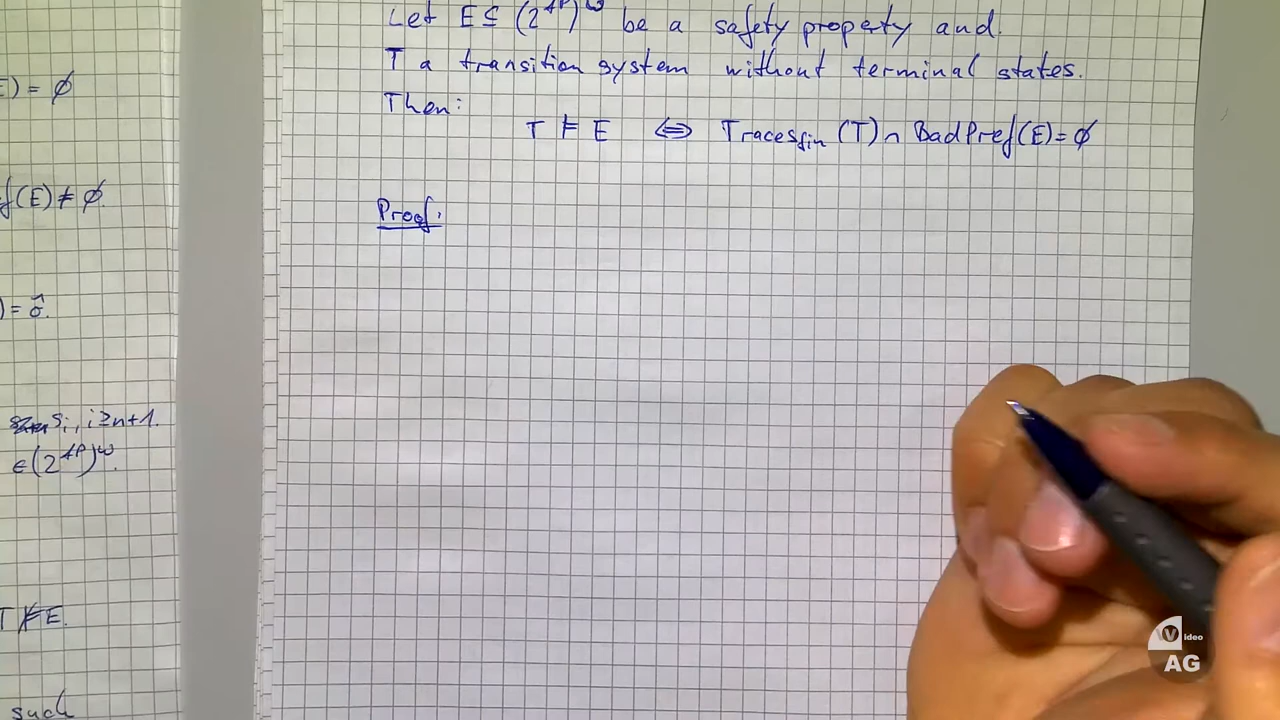 E) = ∅
f(E) ≠ ∅.
) = σ̂.
s_i, i ≥ n+1.
∈ (2^AP)^ω.
T ⊭ E.
such
Let E ⊆ (2^AP)^ω be a safety property and
T a transition system without terminal states.
Then:
T ⊨ E ⇔ Traces_fin (T) ∩ BadPref(E) = ∅
Proof:
Video
AG